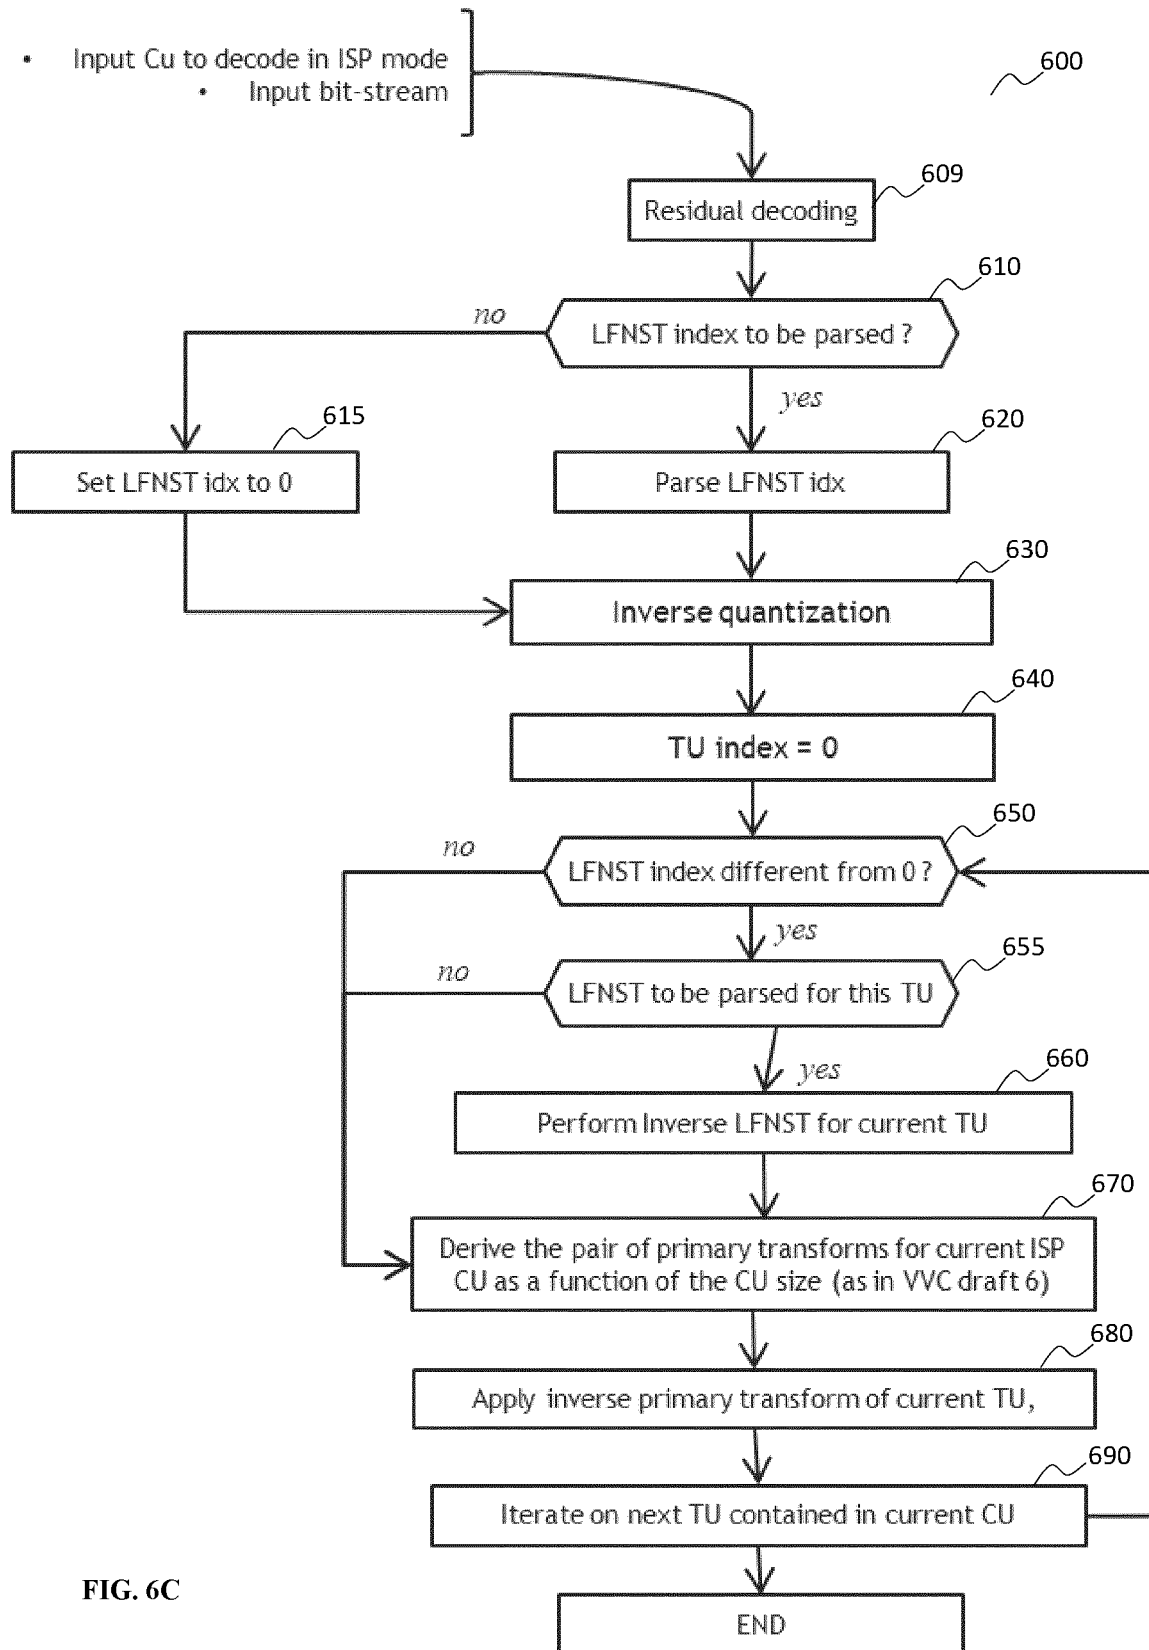 • Input Cu to decode in ISP mode
• Input bit-stream
600
609
Residual decoding
610
no
LFNST index to be parsed ?
yes
615
620
Set LFNST idx to 0
Parse LFNST idx
630
Inverse quantization
640
TU index = 0
650
no
LFNST index different from 0 ?
yes
655
no
LFNST to be parsed for this TU
yes
660
Perform Inverse LFNST for current TU
670
Derive the pair of primary transforms for current ISP
CU as a function of the CU size (as in VVC draft 6)
680
Apply inverse primary transform of current TU,
690
Iterate on next TU contained in current CU
FIG. 6C
END